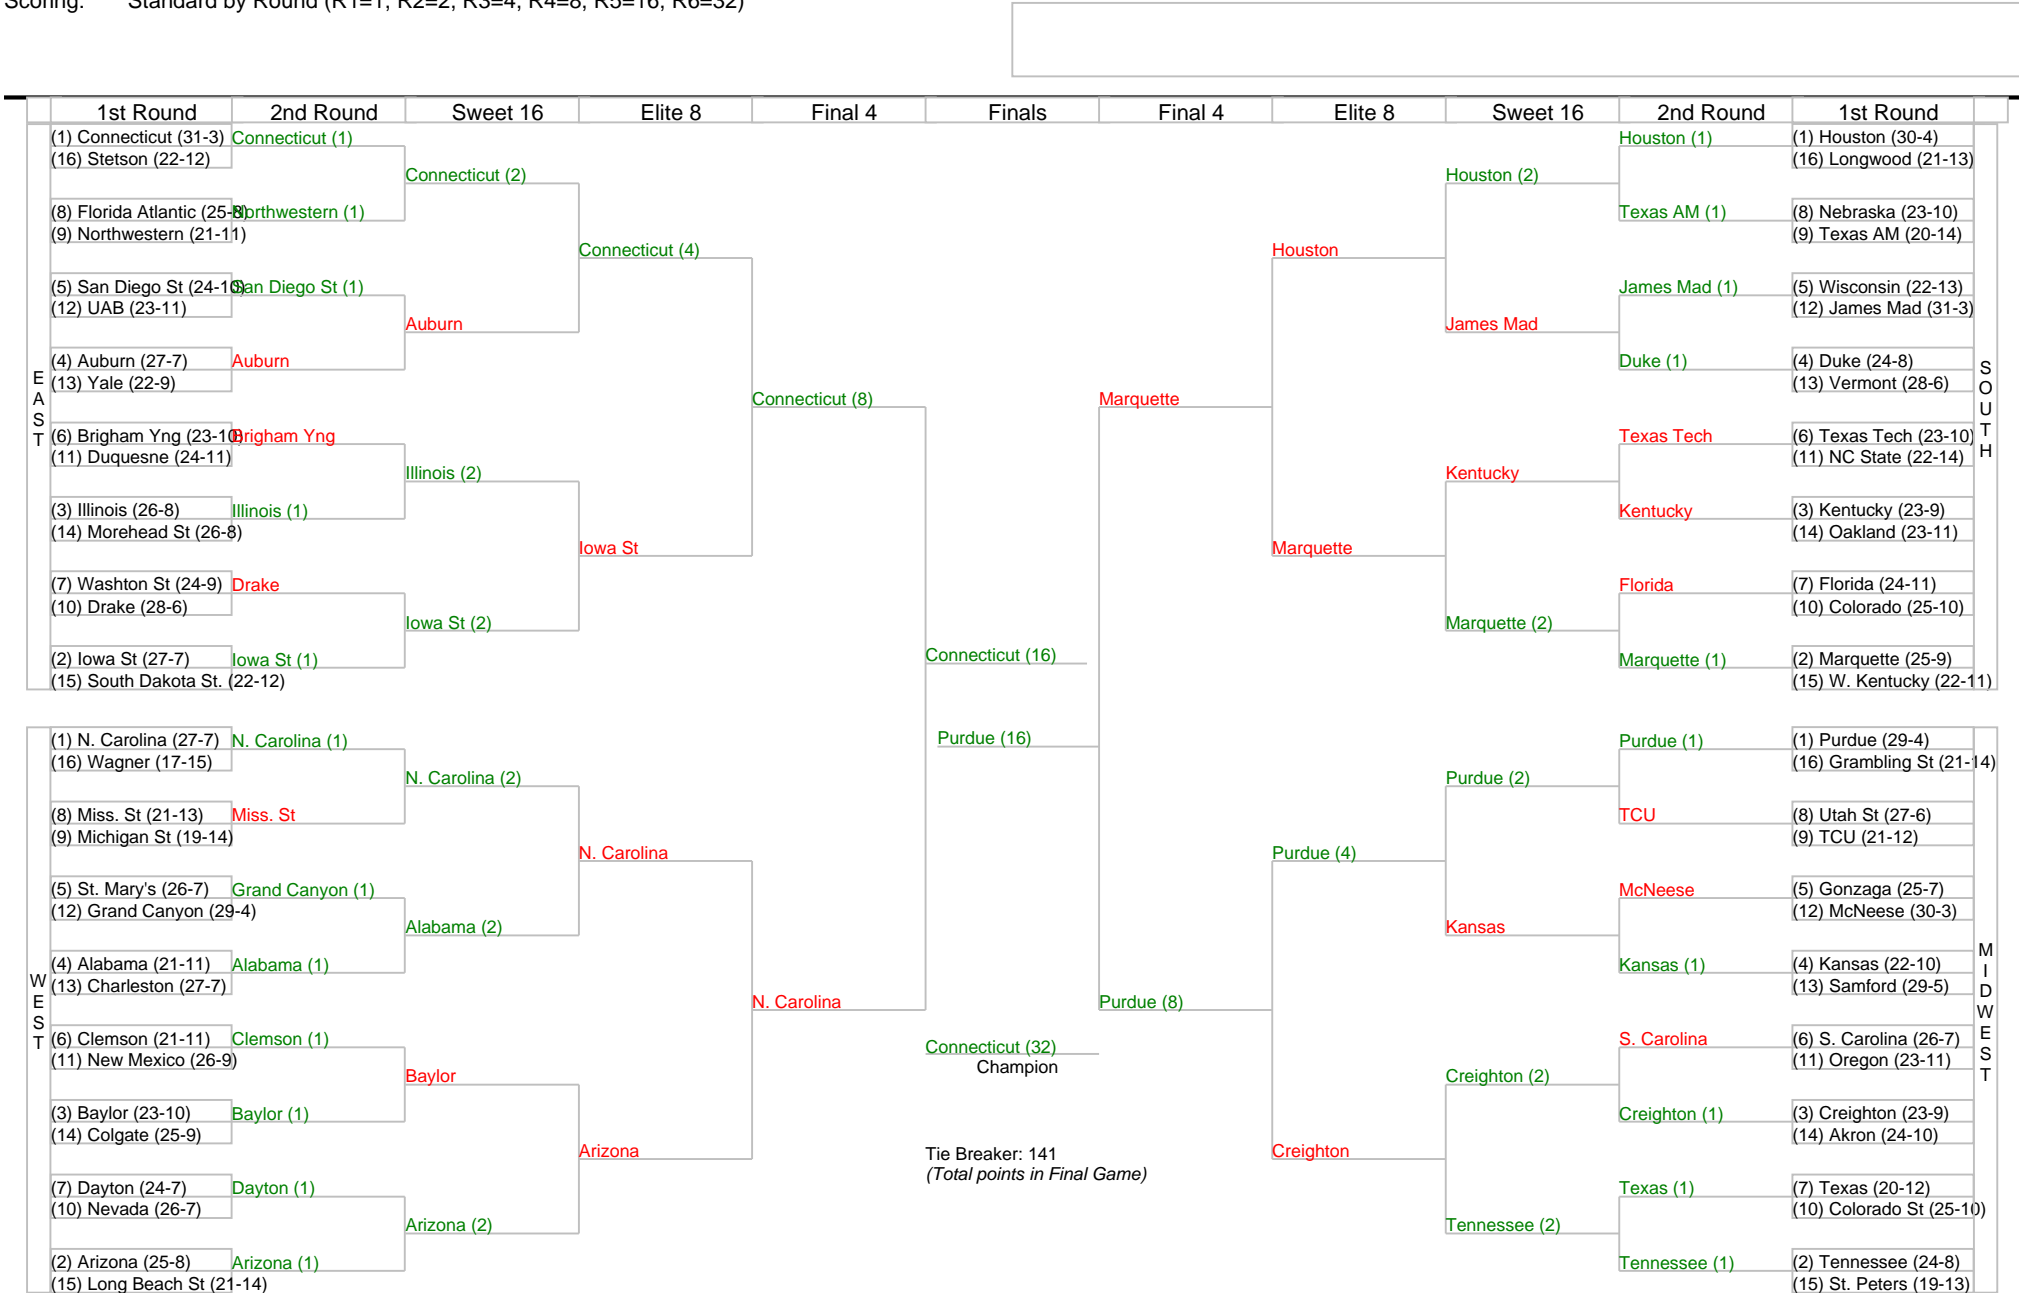 Scoring: Standard by Round (R1=1, R2=2, R3=4, R4=8, R5=16, R6=32)
1st Round 2nd Round Sweet 16 Elite 8 Final 4 Finals Final 4 Elite 8 Sweet 16 2nd Round 1st Round
EAST
(1) Connecticut (31-3)
(16) Stetson (22-12)
(8) Florida Atlantic (25-8)
(9) Northwestern (21-11)
(5) San Diego St (24-10)
(12) UAB (23-11)
(4) Auburn (27-7)
(13) Yale (22-9)
(6) Brigham Yng (23-10)
(11) Duquesne (24-11)
(3) Illinois (26-8)
(14) Morehead St (26-8)
(7) Washton St (24-9)
(10) Drake (28-6)
(2) Iowa St (27-7)
(15) South Dakota St. (22-12)
Connecticut (1)
Northwestern (1)
San Diego St (1)
Auburn
Brigham Yng
Illinois (1)
Drake
Iowa St (1)
Connecticut (2)
Auburn
Illinois (2)
Iowa St (2)
Connecticut (4)
Iowa St
Connecticut (8)
WEST
(1) N. Carolina (27-7)
(16) Wagner (17-15)
(8) Miss. St (21-13)
(9) Michigan St (19-14)
(5) St. Mary's (26-7)
(12) Grand Canyon (29-4)
(4) Alabama (21-11)
(13) Charleston (27-7)
(6) Clemson (21-11)
(11) New Mexico (26-9)
(3) Baylor (23-10)
(14) Colgate (25-9)
(7) Dayton (24-7)
(10) Nevada (26-7)
(2) Arizona (25-8)
(15) Long Beach St (21-14)
N. Carolina (1)
Miss. St
Grand Canyon (1)
Alabama (1)
Clemson (1)
Baylor (1)
Dayton (1)
Arizona (1)
N. Carolina (2)
Alabama (2)
Baylor
Arizona (2)
N. Carolina
Arizona
N. Carolina
Connecticut (16)
Purdue (16)
Connecticut (32)
Champion
Tie Breaker: 141
(Total points in Final Game)
Marquette
Houston
Marquette
Houston (2)
James Mad
Kentucky
Marquette (2)
Houston (1)
Texas AM (1)
James Mad (1)
Duke (1)
Texas Tech
Kentucky
Florida
Marquette (1)
(1) Houston (30-4)
(16) Longwood (21-13)
(8) Nebraska (23-10)
(9) Texas AM (20-14)
(5) Wisconsin (22-13)
(12) James Mad (31-3)
(4) Duke (24-8)
(13) Vermont (28-6)
(6) Texas Tech (23-10)
(11) NC State (22-14)
(3) Kentucky (23-9)
(14) Oakland (23-11)
(7) Florida (24-11)
(10) Colorado (25-10)
(2) Marquette (25-9)
(15) W. Kentucky (22-11)
SOUTH
Purdue (8)
Purdue (4)
Creighton
Purdue (2)
Kansas
Creighton (2)
Tennessee (2)
Purdue (1)
TCU
McNeese
Kansas (1)
S. Carolina
Creighton (1)
Texas (1)
Tennessee (1)
(1) Purdue (29-4)
(16) Grambling St (21-14)
(8) Utah St (27-6)
(9) TCU (21-12)
(5) Gonzaga (25-7)
(12) McNeese (30-3)
(4) Kansas (22-10)
(13) Samford (29-5)
(6) S. Carolina (26-7)
(11) Oregon (23-11)
(3) Creighton (23-9)
(14) Akron (24-10)
(7) Texas (20-12)
(10) Colorado St (25-10)
(2) Tennessee (24-8)
(15) St. Peters (19-13)
MIDWEST